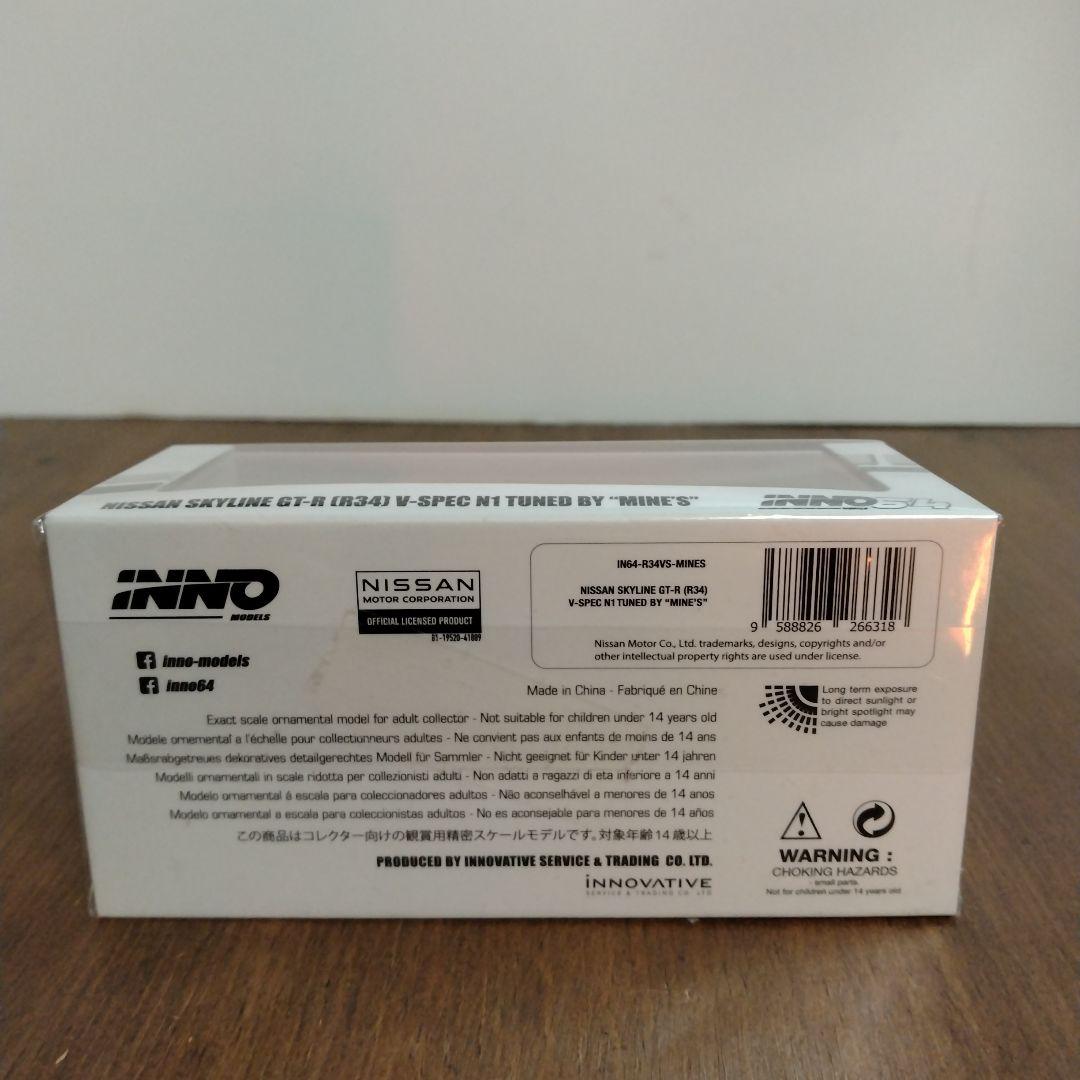 NISSAN SKYLINE GT-R (R34) V-SPEC N1 TUNED BY "MINE'S"
INNO64
INNO
MODELS
NISSAN
MOTOR CORPORATION
OFFICIAL LICENSED PRODUCT
81-19520-41809
IN64-R34VS-MINES
NISSAN SKYLINE GT-R (R34)
V-SPEC N1 TUNED BY "MINE'S"
9 588826 266318
Nissan Motor Co., Ltd. trademarks, designs, copyrights and/or
other intellectual property rights are used under license.
inno-models
inno64
Made in China - Fabriqué en Chine
Long term exposure
to direct sunlight or
bright spotlight may
cause damage
Exact scale ornamental model for adult collector - Not suitable for children under 14 years old
Modele ornemental a l'échelle pour collectionneurs adultes - Ne convient pas aux enfants de moins de 14 ans
Maßsrabgetreues dekoratives detailgerechtes Modell für Sammler - Nicht geeignet für Kinder unter 14 jahren
Modelli ornamentali in scale ridotta per collezionisti adulti - Non adatti a ragazzi di eta inferiore a 14 anni
Modelo ornamental á escala para coleccionadores adultos - Não aconselhável a menores de 14 anos
Modelo ornamental a escala para coleccionistas adultos - No es aconsejable para menores de 14 años
この商品はコレクター向けの観賞用精密スケールモデルです。対象年齢14歳以上
PRODUCED BY INNOVATIVE SERVICE & TRADING CO. LTD.
INNOVATIVE
SERVICE & TRADING CO. LTD
WARNING :
CHOKING HAZARDS
- small parts.
Not for children under 14 years old